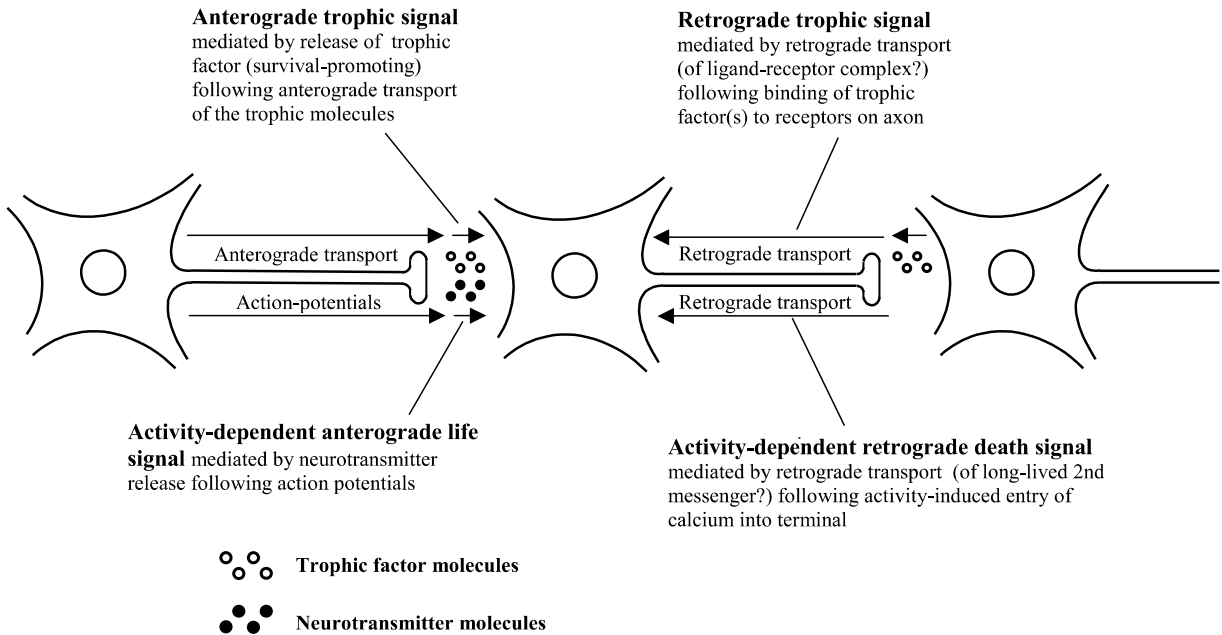 Anterograde trophic signal
mediated by release of trophic
factor (survival-promoting)
following anterograde transport
of the trophic molecules
Retrograde trophic signal
mediated by retrograde transport
(of ligand-receptor complex?)
following binding of trophic
factor(s) to receptors on axon
Anterograde transport
Action-potentials
Retrograde transport
Retrograde transport
Activity-dependent anterograde life
signal mediated by neurotransmitter
release following action potentials
Activity-dependent retrograde death signal
mediated by retrograde transport (of long-lived 2nd
messenger?) following activity-induced entry of
calcium into terminal
Trophic factor molecules
Neurotransmitter molecules